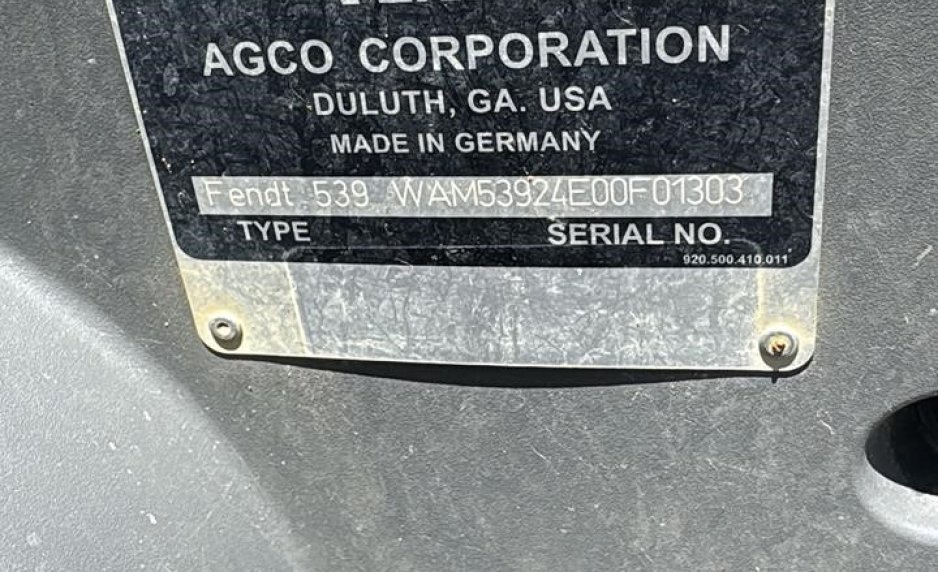 AGCO CORPORATION
DULUTH, GA. USA
MADE IN GERMANY
Fendt 539 WAM53924E00F01303
TYPE SERIAL NO.
920.500.410.011